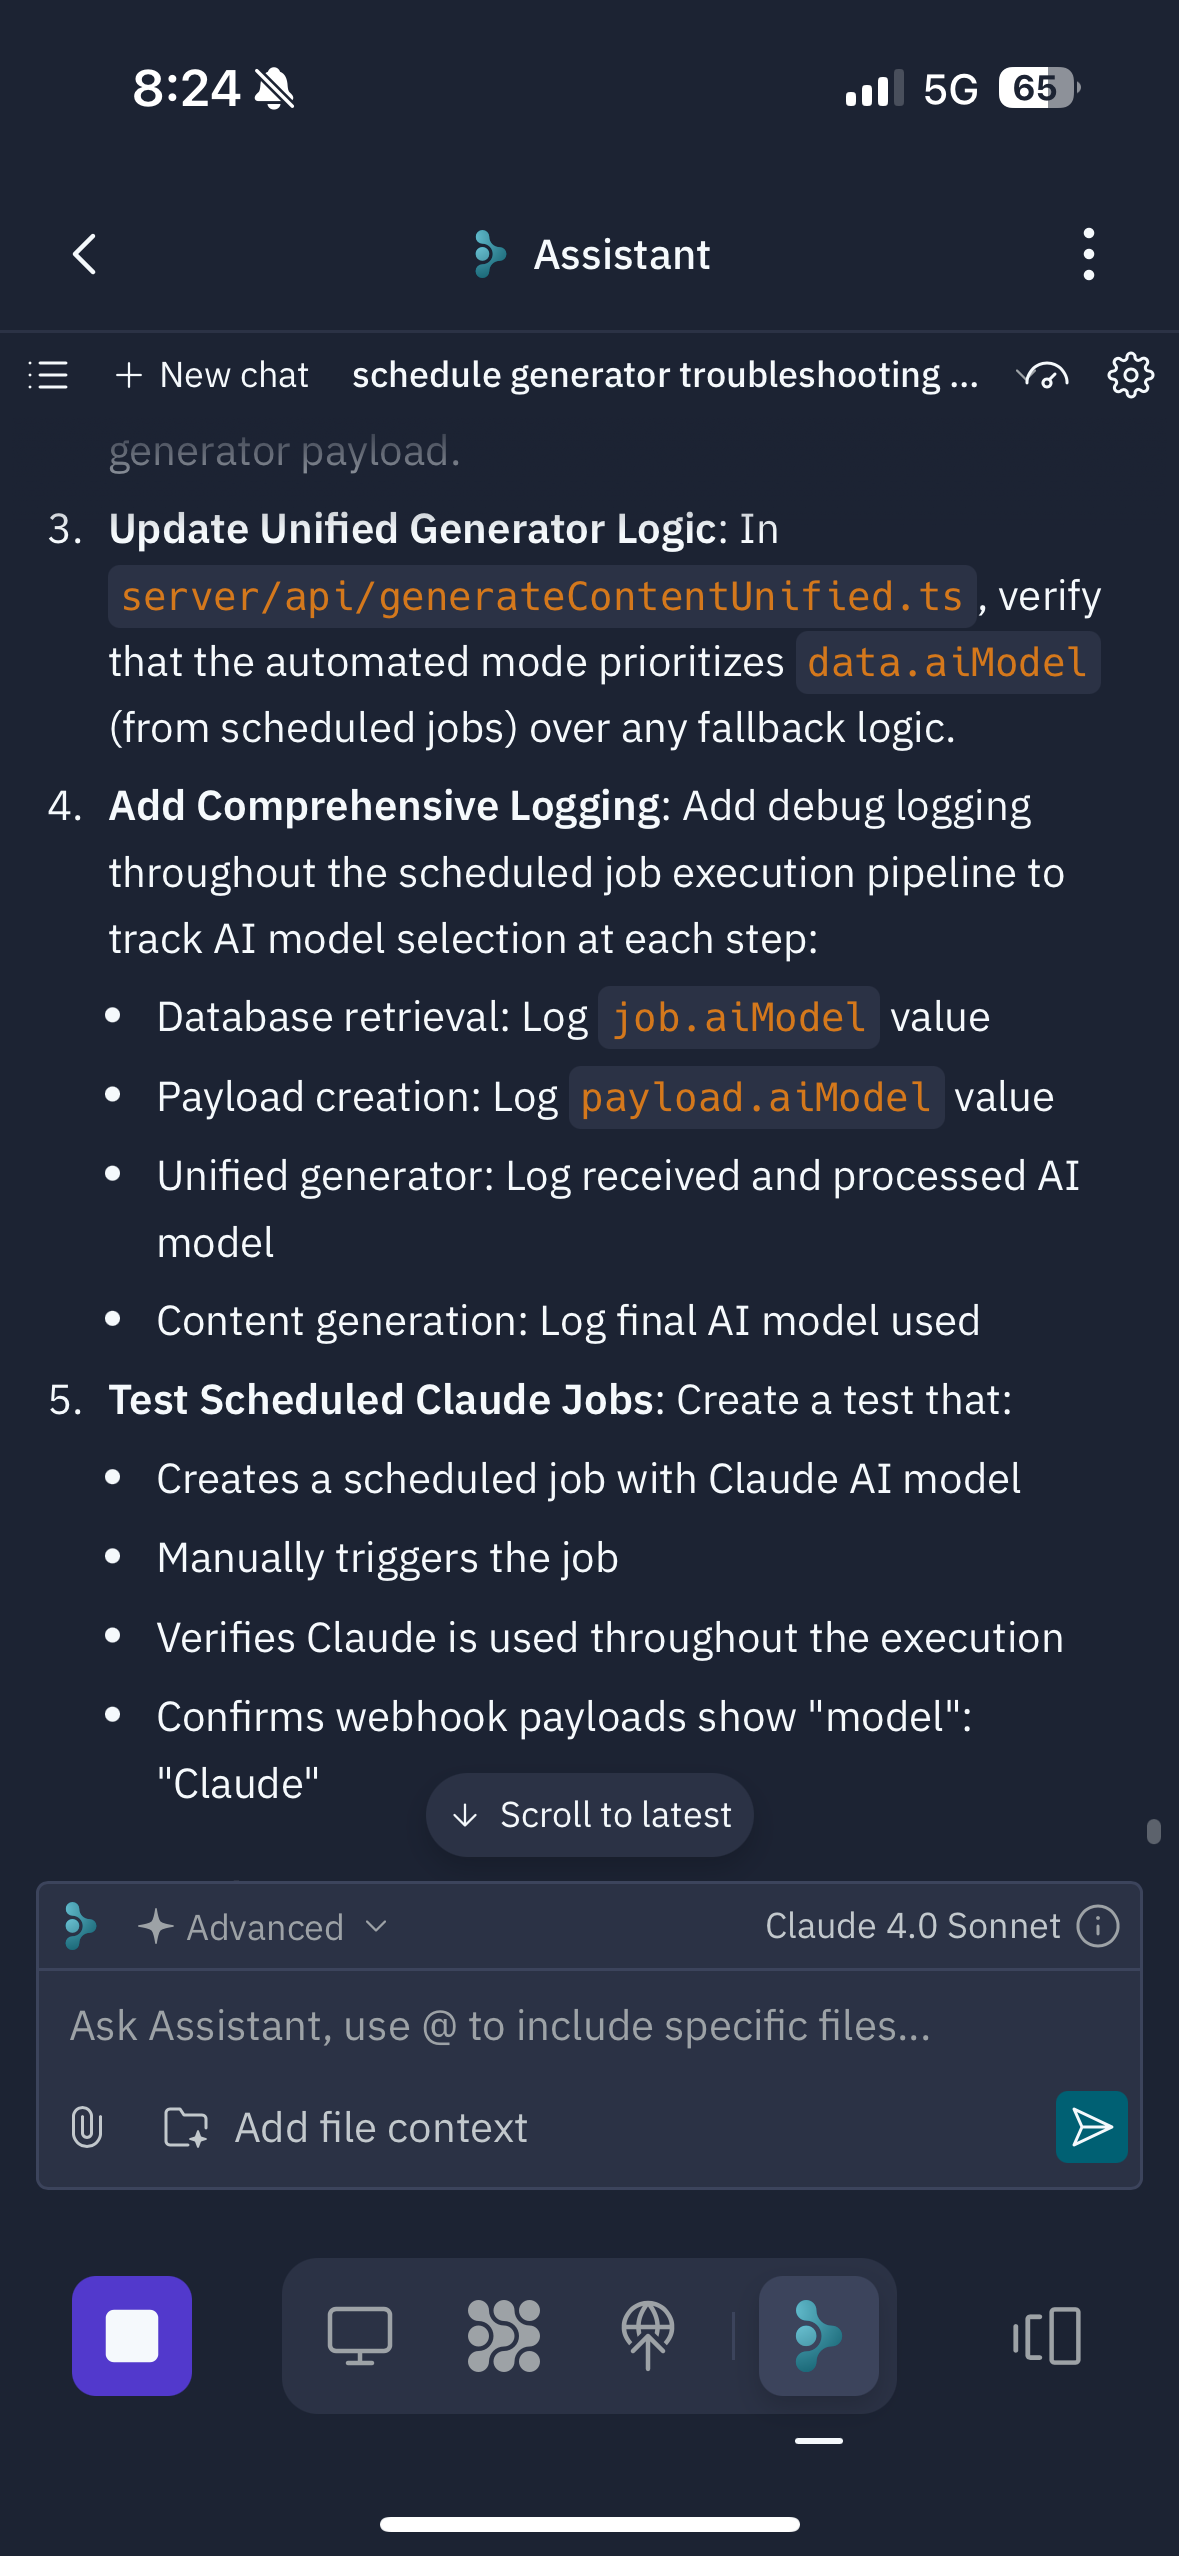 8:24
5G
65
Assistant
New chat
schedule generator troubleshooting ...
generator payload.
3. Update Unified Generator Logic: In
server/api/generateContentUnified.ts, verify
that the automated mode prioritizes data.aiModel
(from scheduled jobs) over any fallback logic.
4. Add Comprehensive Logging: Add debug logging
throughout the scheduled job execution pipeline to
track AI model selection at each step:
• Database retrieval: Log job.aiModel value
• Payload creation: Log payload.aiModel value
• Unified generator: Log received and processed AI
model
• Content generation: Log final AI model used
5. Test Scheduled Claude Jobs: Create a test that:
• Creates a scheduled job with Claude AI model
• Manually triggers the job
• Verifies Claude is used throughout the execution
• Confirms webhook payloads show "model":
"Claude"
Scroll to latest
Advanced
Claude 4.0 Sonnet
Ask Assistant, use @ to include specific files...
Add file context